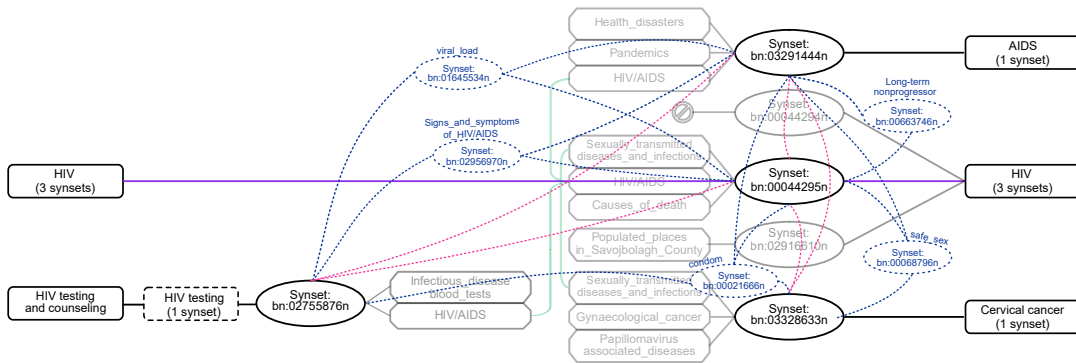 Health_disasters
Pandemics
HIV/AIDS
Synset:
bn:03291444n
AIDS
(1 synset)
viral_load
Synset:
bn:01645534n
Long-term
nonprogressor
Synset:
bn:00663746n
Synset:
bn:00044294n
Signs_and_symptoms
of_HIV/AIDS
Synset:
bn:02956970n
Sexually_transmitted
diseases_and_infections
HIV/AIDS
Causes_of_death
HIV
(3 synsets)
Synset:
bn:00044295n
HIV
(3 synsets)
Populated_places
in_Savojbolagh_County
Synset:
bn:02916610n
safe_sex
Synset:
bn:00068796n
condom
Synset:
bn:00021666n
HIV testing
and counseling
HIV testing
(1 synset)
Synset:
bn:02755876n
Infectious_disease
blood_tests
HIV/AIDS
Sexually_transmitted
diseases_and_infections
Gynaecological_cancer
Papillomavirus
associated_diseases
Synset:
bn:03328633n
Cervical cancer
(1 synset)